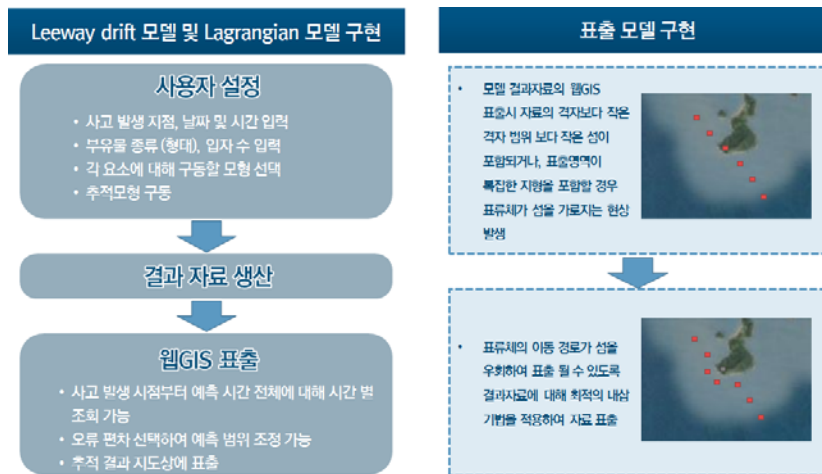 Leeway drift 모델 및 Lagrangian 모델 구현
사용자 설정
• 사고 발생 지점, 날짜 및 시간 입력
• 부유물 종류 (형태), 입자 수 입력
• 각 요소에 대해 구동할 모형 선택
• 추적모형 구동
결과 자료 생산
웹GIS 표출
• 사고 발생 시점부터 예측 시간 전체에 대해 시간 별
조회 가능
• 오류 편차 선택하여 예측 범위 조정 가능
• 추적 결과 지도상에 표출
표출 모델 구현
• 모델 결과자료의 웹GIS
표출시 자료의 격자보다 작은
격자 범위 보다 작은 섬이
포함되거나, 표출영역이
복잡한 지형을 포함할 경우
표류체가 섬을 가로지는 현상
발생
• 표류체의 이동 경로가 섬을
우회하여 표출 될 수 있도록
결과자료에 대해 최적의 내삽
기법을 적용하여 자료 표출